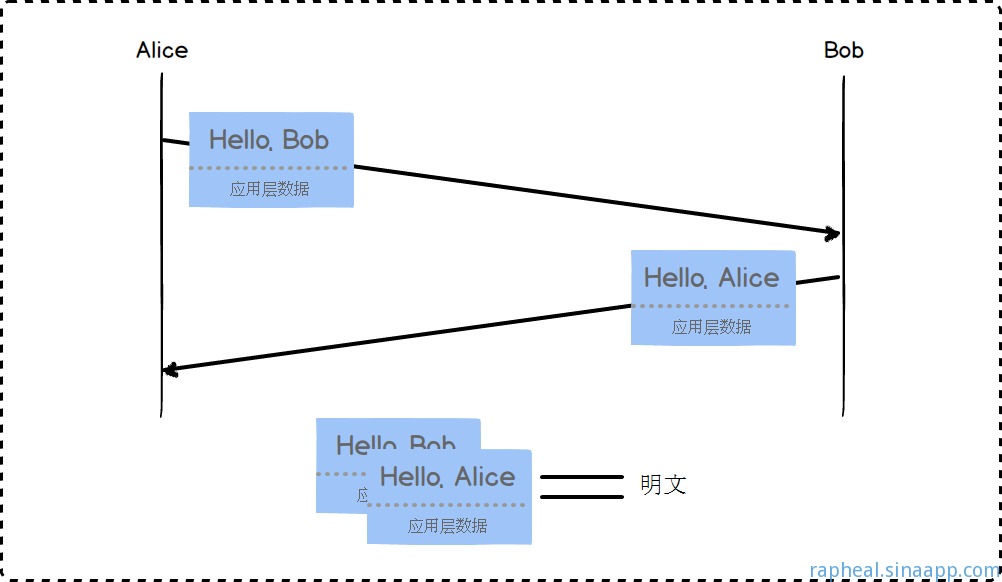 Alice
Bob
Hello, Bob
应用层数据
Hello, Alice
应用层数据
Hello, Bob
应
Hello, Alice
应用层数据
明文
rapheal.sinaapp.com